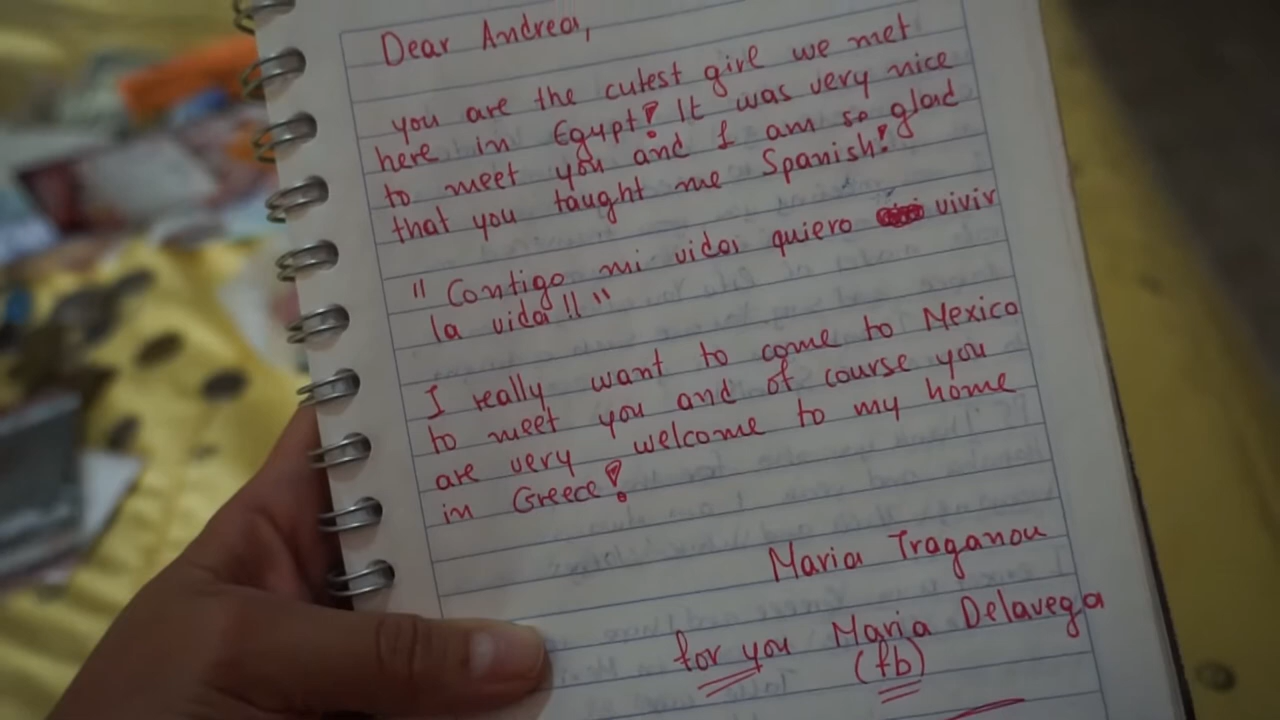 Dear Andrea,
you are the cutest girl we met
here in Egypt! It was very nice
to meet you and I am so glad
that you taught me Spanish!
" Contigo mi vida quiero vivir
la vida!! "
I really want to come to Mexico
to meet you and of course you
are very welcome to my home
in Greece!
Maria Traganou
for you Maria Delavega
(fb)